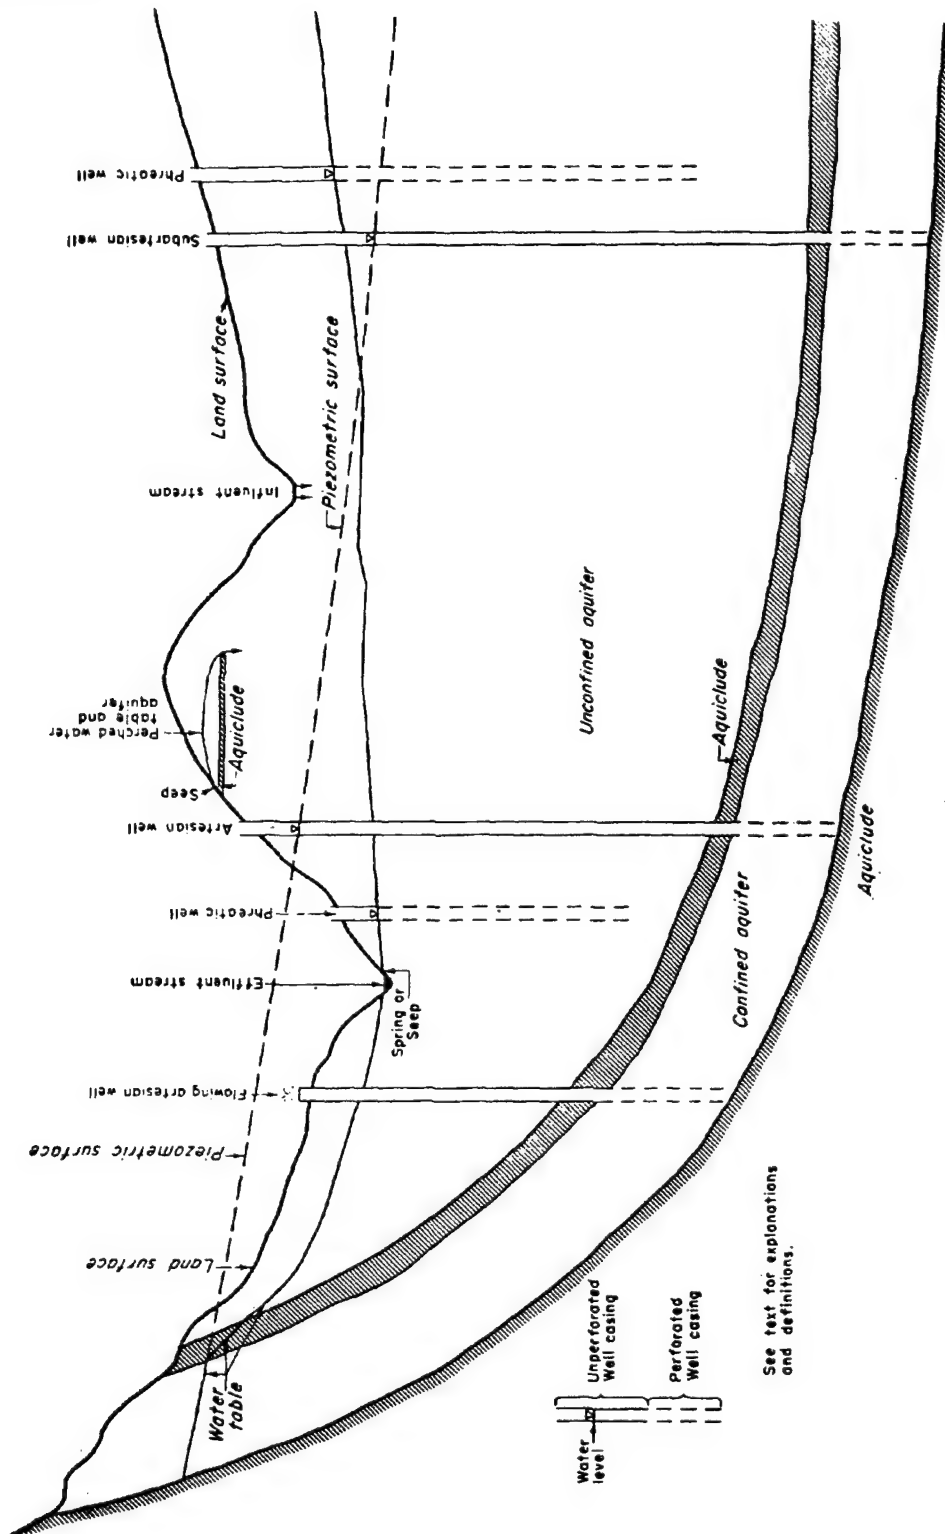 Flowing artesian well
Effluent stream
Phreatic well
Artesian well
Seep
Perched water
table and
aquifer
Influent stream
Subartesian well
Phreatic well
Piezometric surface
Land surface
Land surface
Aquiclude
Piezometric surface
Water
table
Spring or
Seep
Unconfined aquifer
Aquiclude
Confined aquifer
Aquiclude
Water
level
Unperforated
Well casing
Perforated
Well casing
See text for explanations
and definitions.